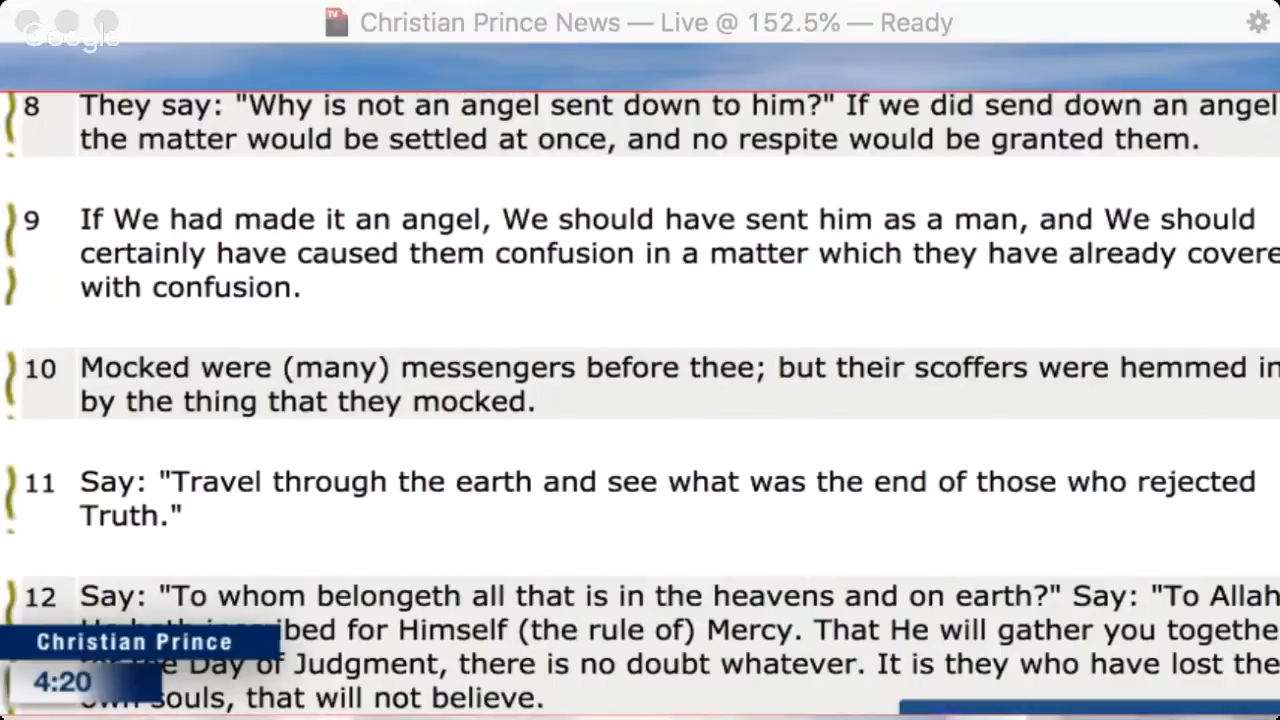 Christian Prince News — Live @ 152.5% — Ready
Google
8 They say: "Why is not an angel sent down to him?" If we did send down an angel
the matter would be settled at once, and no respite would be granted them.
9 If We had made it an angel, We should have sent him as a man, and We should
certainly have caused them confusion in a matter which they have already covere
with confusion.
10 Mocked were (many) messengers before thee; but their scoffers were hemmed in
by the thing that they mocked.
11 Say: "Travel through the earth and see what was the end of those who rejected
Truth."
12 Say: "To whom belongeth all that is in the heavens and on earth?" Say: "To Allah
for Himself (the rule of) Mercy. That He will gather you togethe
Christian Prince
the Day of Judgment, there is no doubt whatever. It is they who have lost the
4:20
own souls, that will not believe.